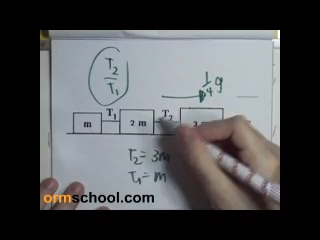 T₂/T₁
1/4 g
T₁ T₂
m 2 m
T₂ = 3m
T₁ = m
ormschool.com